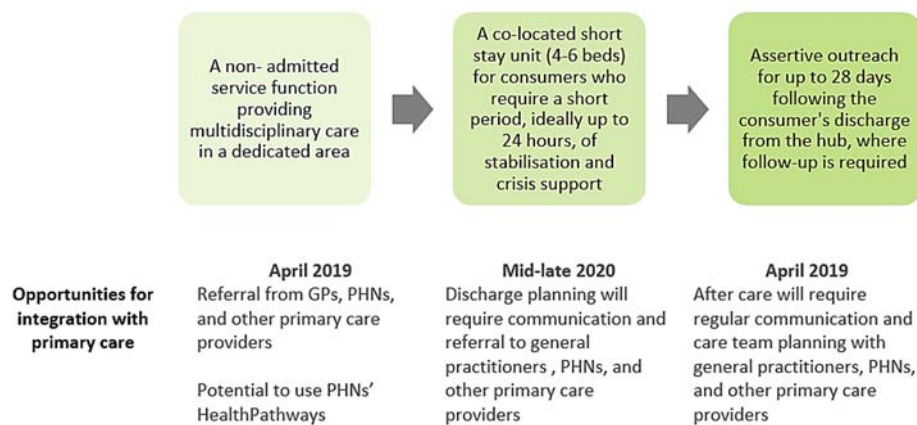 A non- admitted
service function
providing
multidisciplinary care
in a dedicated area
A co-located short
stay unit (4-6 beds)
for consumers who
require a short
period, ideally up to
24 hours, of
stabilisation and
crisis support
Assertive outreach
for up to 28 days
following the
consumer's discharge
from the hub, where
follow-up is required
Opportunities for
integration with
primary care
April 2019
Referral from GPs, PHNs,
and other primary care
providers
Potential to use PHNs’
HealthPathways
Mid-late 2020
Discharge planning will
require communication and
referral to general
practitioners , PHNs, and
other primary care
providers
April 2019
After care will require
regular communication and
care team planning with
general practitioners, PHNs,
and other primary care
providers